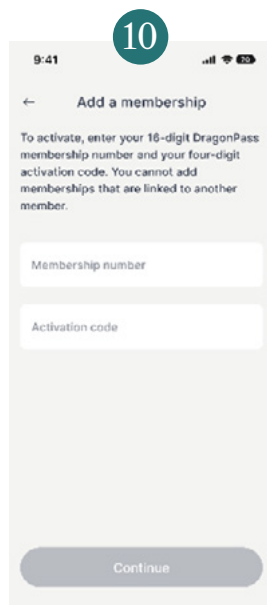 10
9:41
70
← Add a membership
To activate, enter your 16-digit DragonPass
membership number and your four-digit
activation code. You cannot add
memberships that are linked to another
member.
Membership number
Activation code
Continue